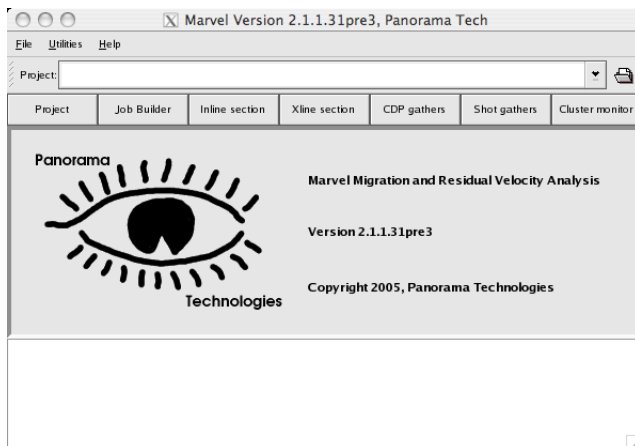 Marvel Version 2.1.1.31pre3, Panorama Tech
File Utilities Help
Project:
Project Job Builder Inline section Xline section CDP gathers Shot gathers Cluster monitor
Panorama
Technologies
Marvel Migration and Residual Velocity Analysis
Version 2.1.1.31pre3
Copyright 2005, Panorama Technologies